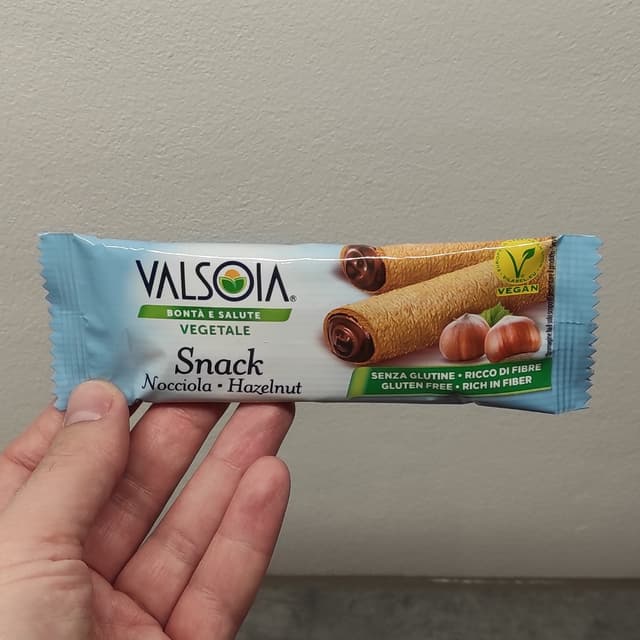 VALSOIA®
BONTÀ E SALUTE
VEGETALE
Snack
Nocciola • Hazelnut
VEGAN
SENZA GLUTINE • RICCO DI FIBRE
GLUTEN FREE • RICH IN FIBER